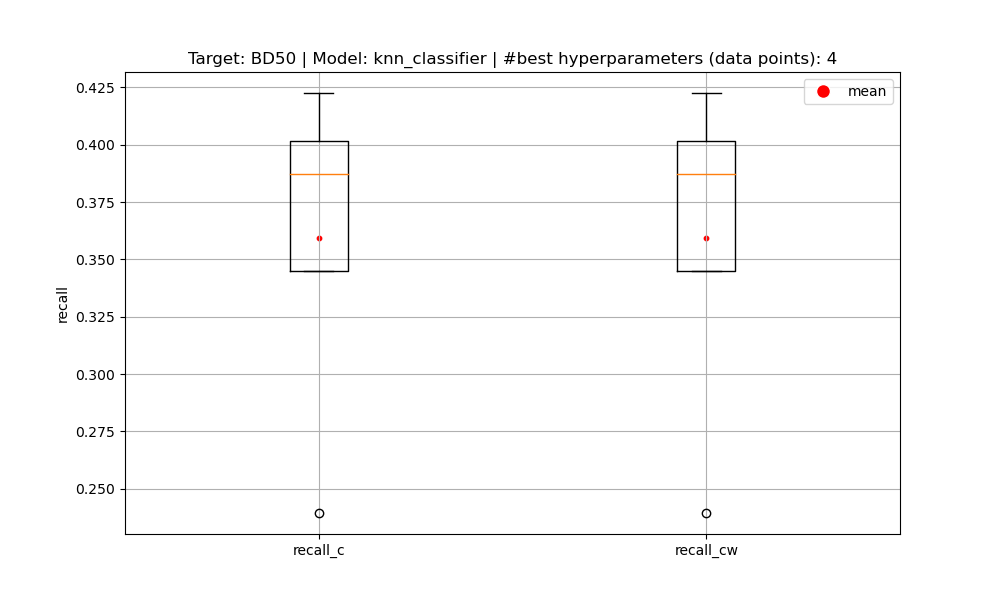 Target: BD50 | Model: knn_classifier | #best hyperparameters (data points): 4
mean
0.425
0.400
0.375
0.350
0.325
0.300
0.275
0.250
recall
recall_c
recall_cw